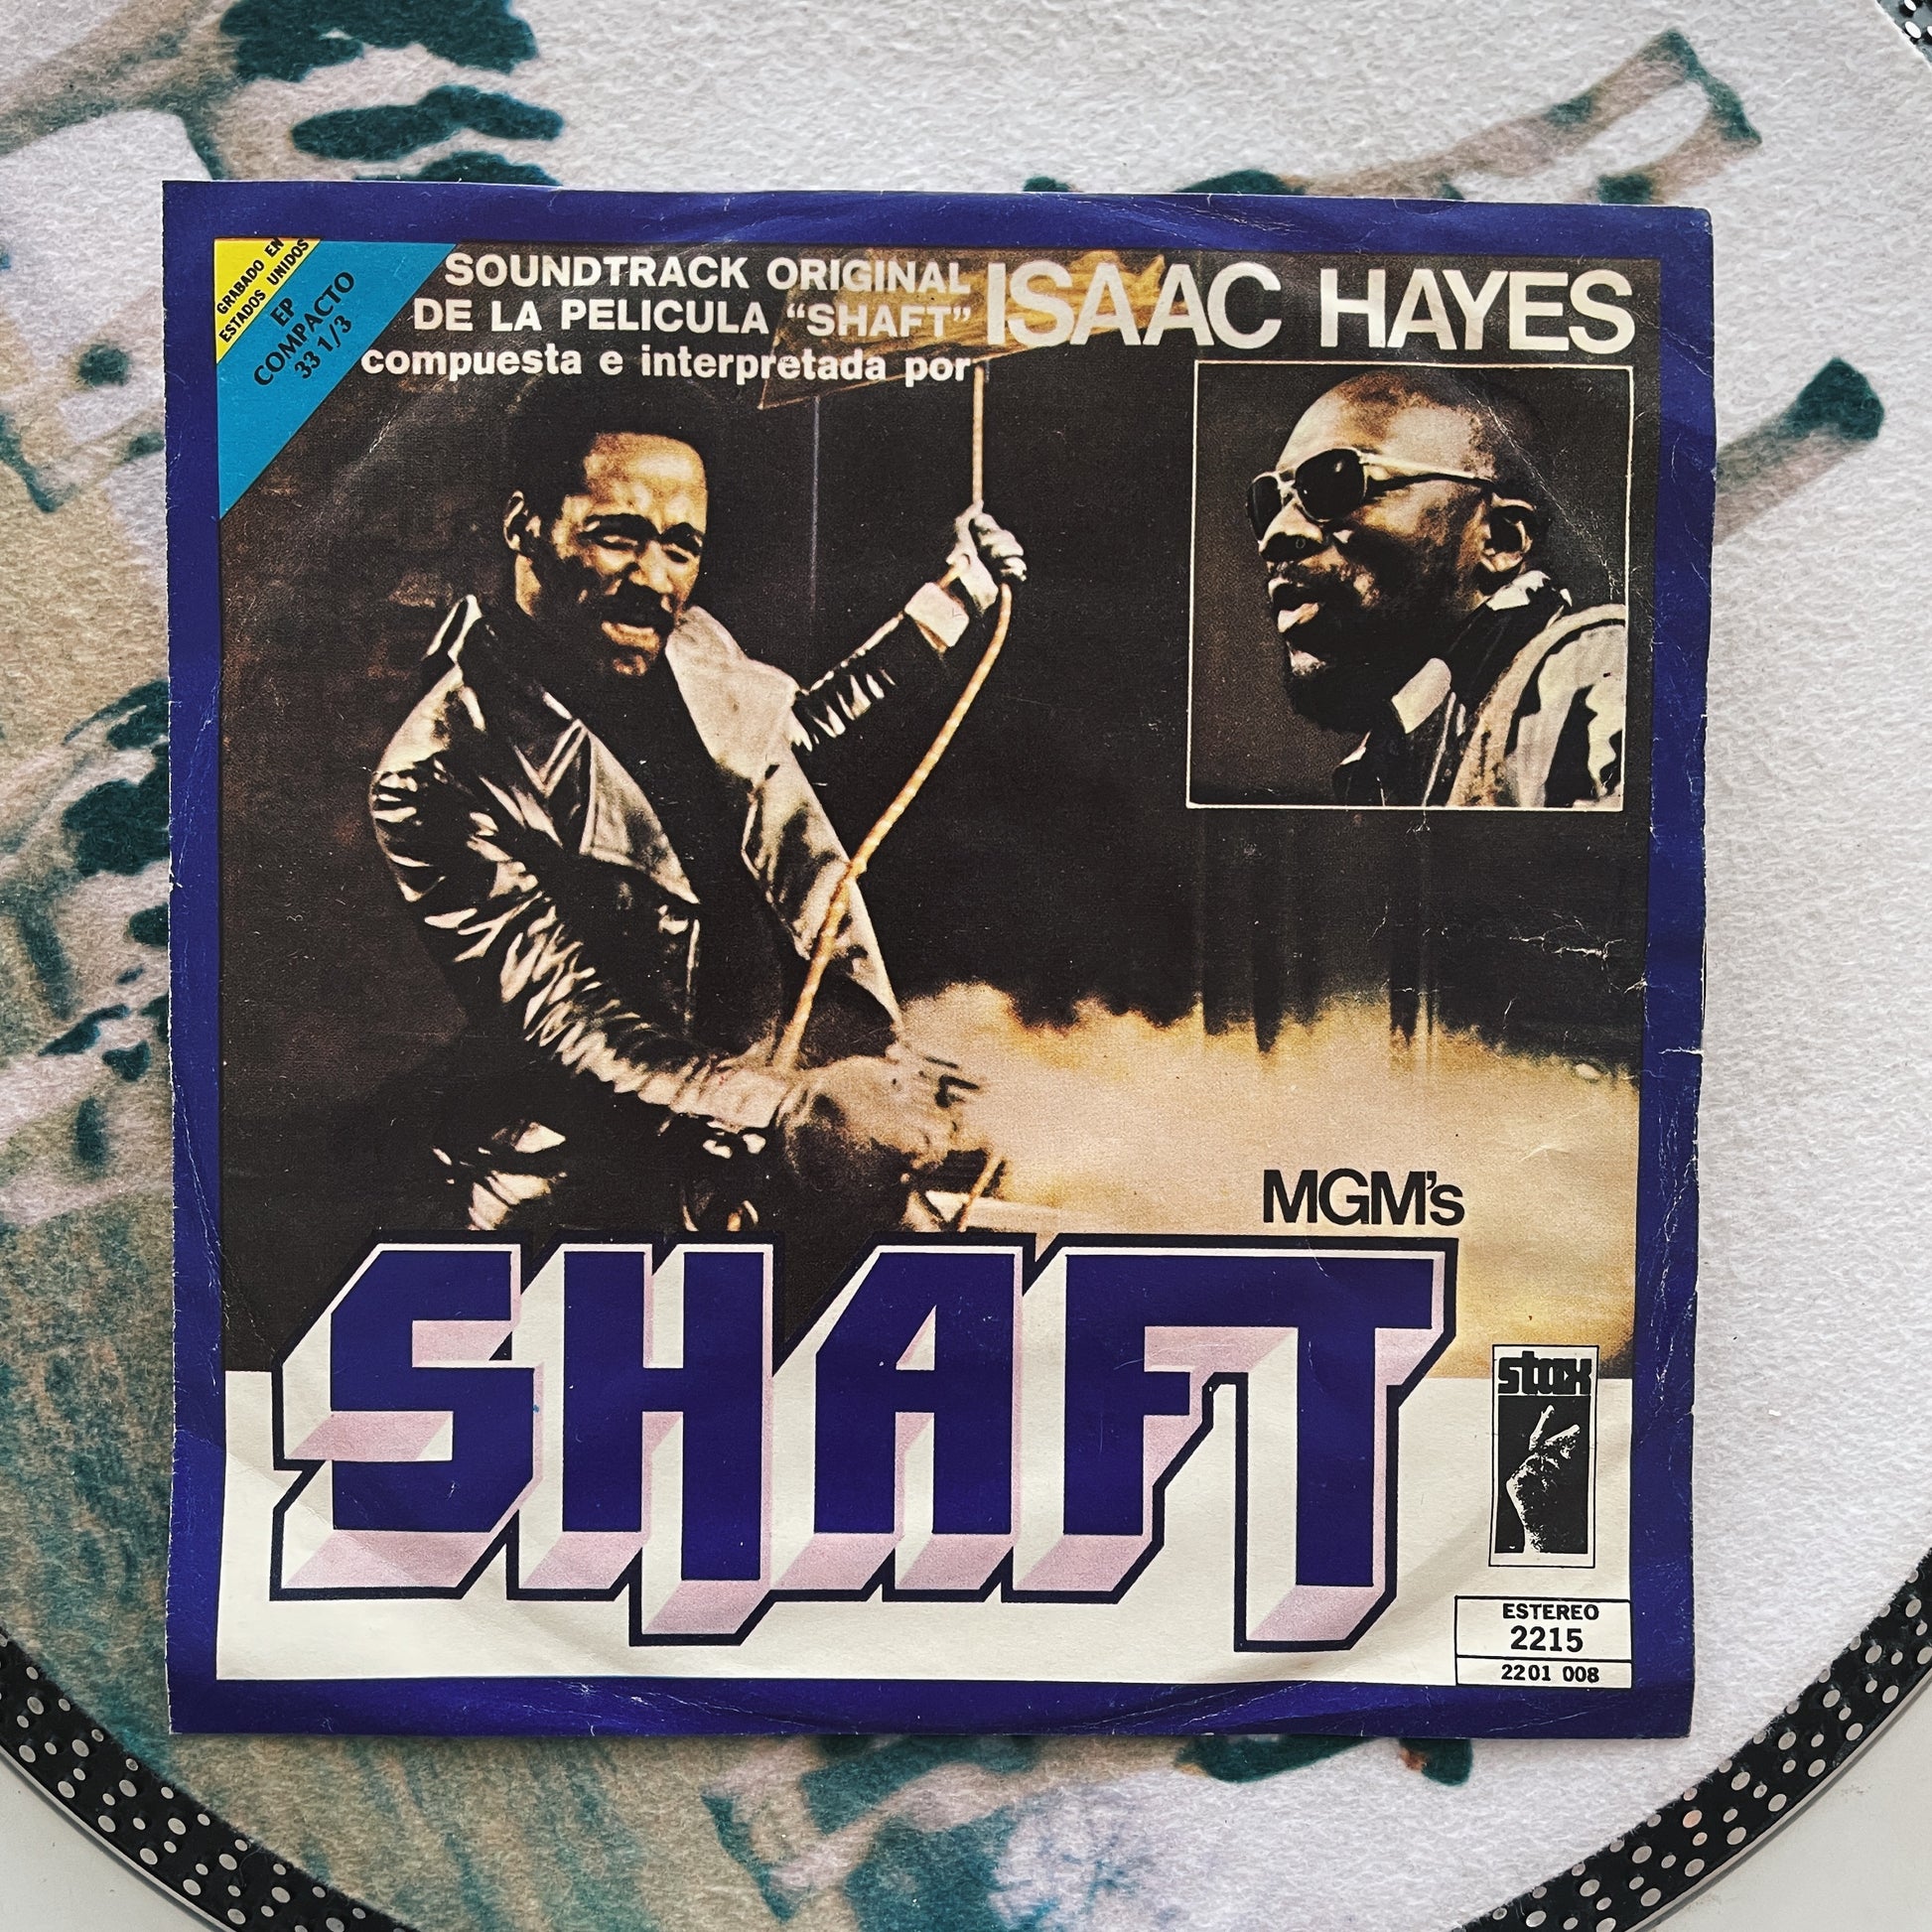 GRABADO EN
ESTADOS UNIDOS
EP
COMPACTO
33 1/3
SOUNDTRACK ORIGINAL
DE LA PELICULA “SHAFT”
compuesta e interpretada por
ISAAC HAYES
MGM's
SHAFT
stax
ESTEREO
2215
2201 008